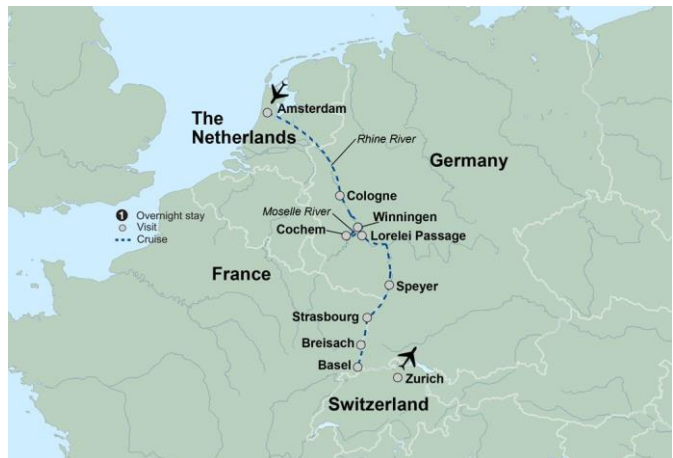 Amsterdam
The
Netherlands
Rhine River
Germany
Cologne
1 Overnight stay
Visit
Cruise
Moselle River
Winningen
Cochem
Lorelei Passage
France
Speyer
Strasbourg
Breisach
Basel
Zurich
Switzerland